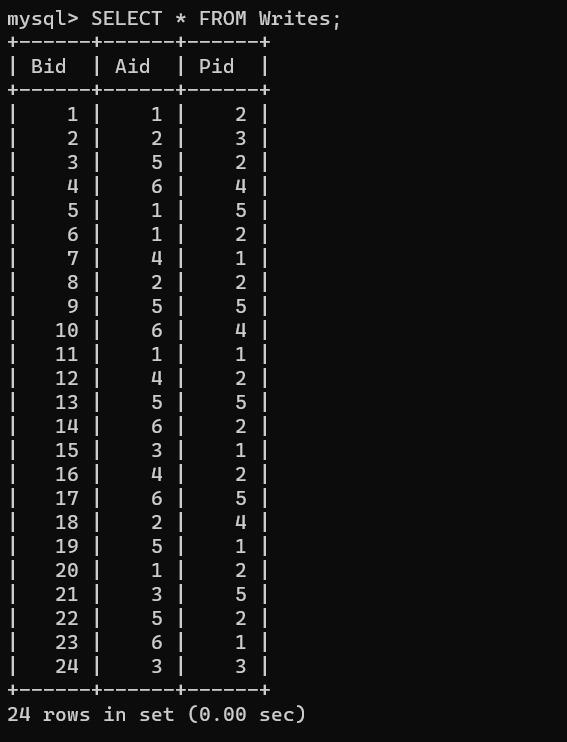 mysql> SELECT * FROM Writes;
+------+------+------+
| Bid  | Aid  | Pid  |
+------+------+------+
|    1 |    1 |    2 |
|    2 |    2 |    3 |
|    3 |    5 |    2 |
|    4 |    6 |    4 |
|    5 |    1 |    5 |
|    6 |    1 |    2 |
|    7 |    4 |    1 |
|    8 |    2 |    2 |
|    9 |    5 |    5 |
|   10 |    6 |    4 |
|   11 |    1 |    1 |
|   12 |    4 |    2 |
|   13 |    5 |    5 |
|   14 |    6 |    2 |
|   15 |    3 |    1 |
|   16 |    4 |    2 |
|   17 |    6 |    5 |
|   18 |    2 |    4 |
|   19 |    5 |    1 |
|   20 |    1 |    2 |
|   21 |    3 |    5 |
|   22 |    5 |    2 |
|   23 |    6 |    1 |
|   24 |    3 |    3 |
+------+------+------+
24 rows in set (0.00 sec)